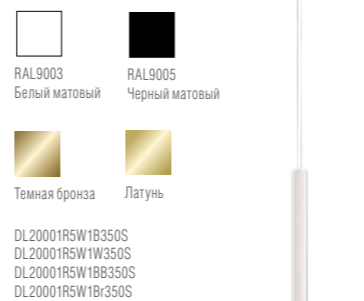 RAL9003
Белый матовый
RAL9005
Черный матовый
Темная бронза
Латунь
DL20001R5W1B350S
DL20001R5W1W350S
DL20001R5W1BB350S
DL20001R5W1Br350S